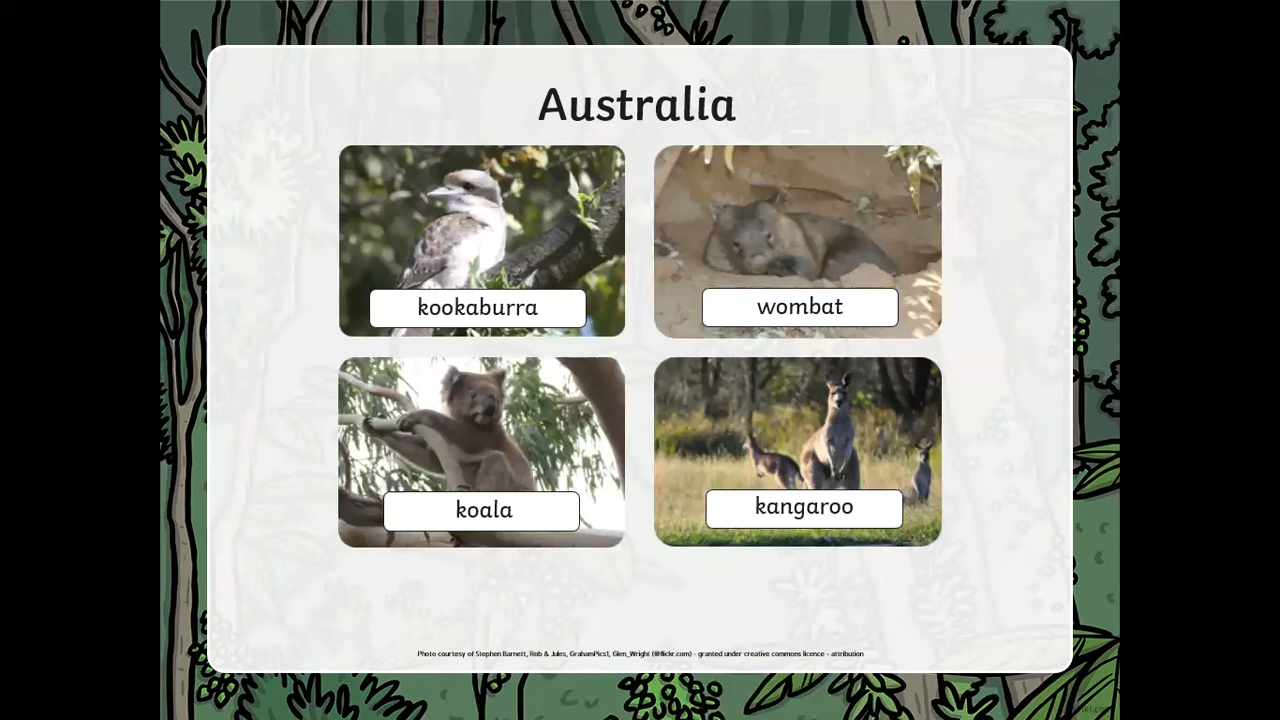 Australia
kookaburra
wombat
koala
kangaroo
Photo courtesy of Stephen Barnett, Rob & Jules, GrahamPics1, Glen_Wright (@flickr.com) - granted under creative commons licence - attribution